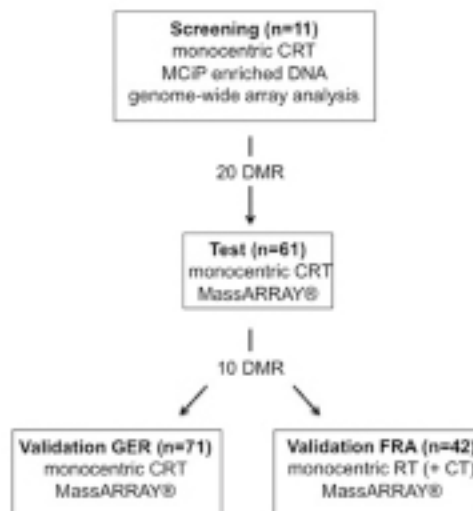 Screening (n=11)
monocentric CRT
MCiP enriched DNA
genome-wide array analysis
20 DMR
Test (n=61)
monocentric CRT
MassARRAY®
10 DMR
Validation GER (n=71)
monocentric CRT
MassARRAY®
Validation FRA (n=42)
monocentric RT (+ CT)
MassARRAY®